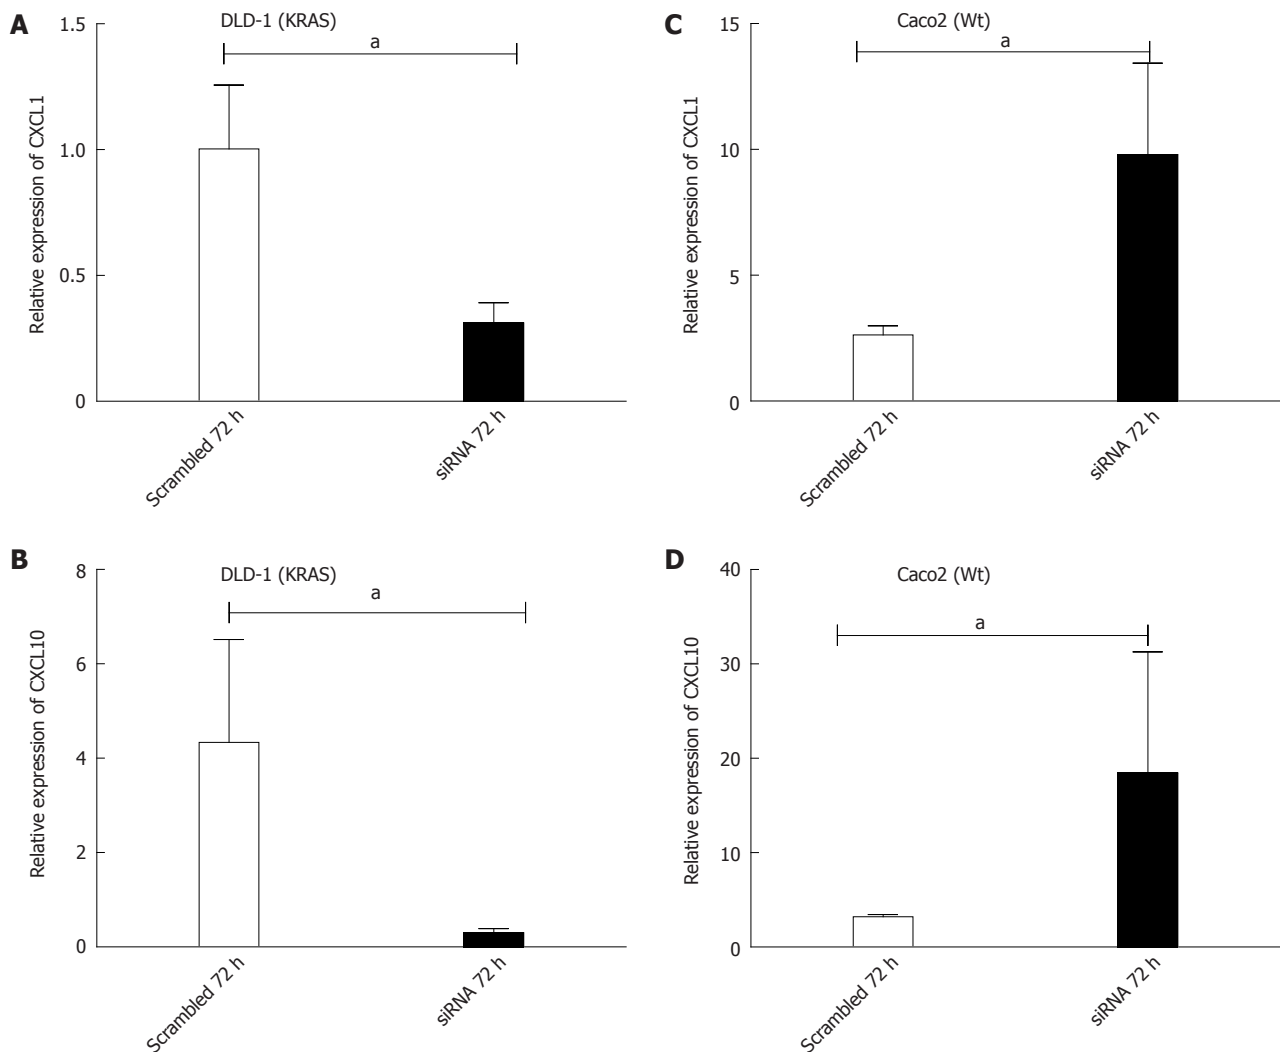 A
DLD-1 (KRAS)
a
Relative expression of CXCL1
1.5
1.0
0.5
0
Scrambled 72 h
siRNA 72 h
C
Caco2 (Wt)
a
Relative expression of CXCL1
15
10
5
0
Scrambled 72 h
siRNA 72 h
B
DLD-1 (KRAS)
a
Relative expression of CXCL10
8
6
4
2
0
Scrambled 72 h
siRNA 72 h
D
Caco2 (Wt)
a
Relative expression of CXCL10
40
30
20
10
0
Scrambled 72 h
siRNA 72 h